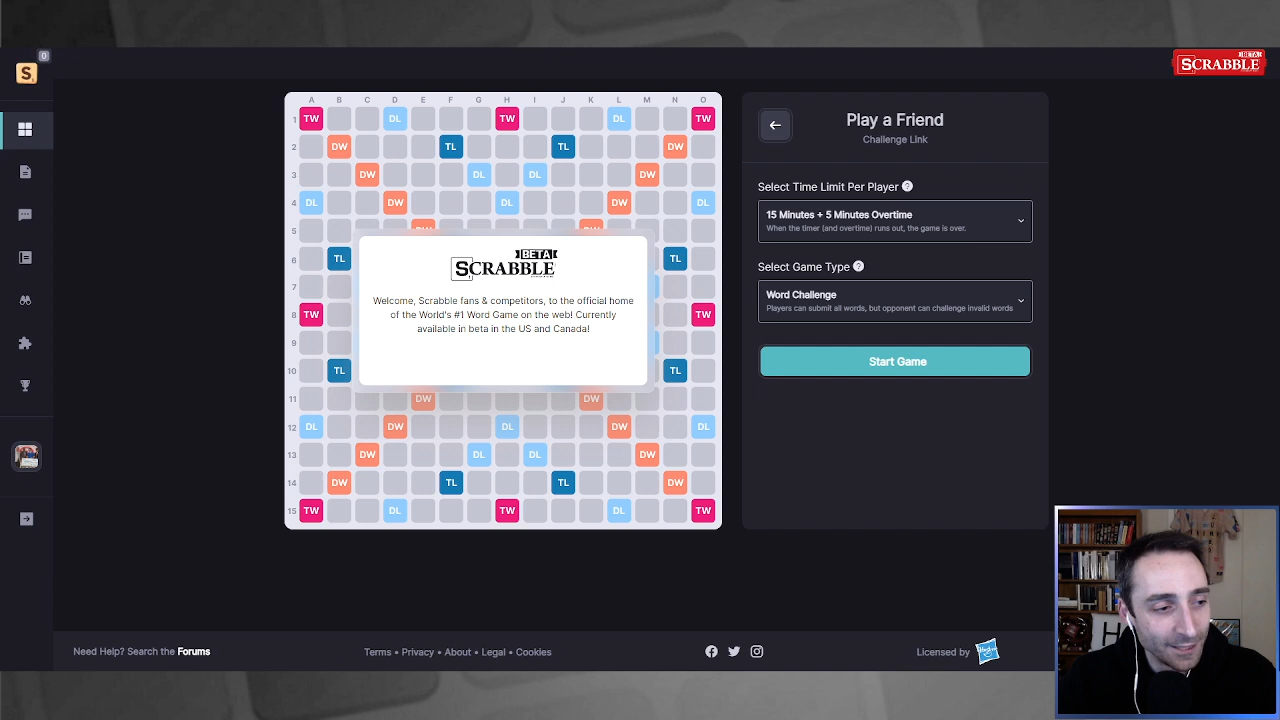 0
S
BETA
SCRABBLE
A B C D E F G H I J K L M N O
1 TW DL TW DL TW
2 DW TL TL DW
3 DW DL DL DW
4 DL DW DL DW DL
5 DW DW
6 TL TL
7
8 TW TW
9
10 TL TL
11 DW DW
12 DL DW DL DW DL
13 DW DL DL DW
14 DW TL TL DW
15 TW DL TW DL TW
BETA
SCRABBLE
Welcome, Scrabble fans & competitors, to the official home
of the World's #1 Word Game on the web! Currently
available in beta in the US and Canada!
Play a Friend
Challenge Link
Select Time Limit Per Player ?
15 Minutes + 5 Minutes Overtime
When the timer (and overtime) runs out, the game is over.
Select Game Type ?
Word Challenge
Players can submit all words, but opponent can challenge invalid words
Start Game
Need Help? Search the Forums
Terms • Privacy • About • Legal • Cookies
Licensed by
Hasbro